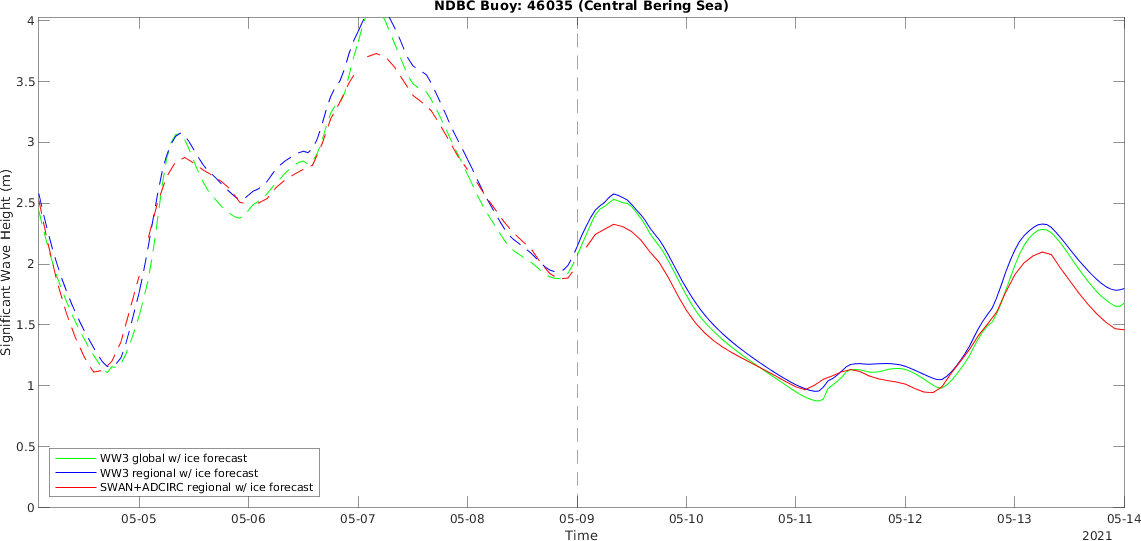 NDBC Buoy: 46035 (Central Bering Sea)
4
3.5
3
2.5
2
1.5
1
0.5
0
Significant Wave Height (m)
WW3 global w/ ice forecast
WW3 regional w/ ice forecast
SWAN+ADCIRC regional w/ ice forecast
05-05 05-06 05-07 05-08 05-09 05-10 05-11 05-12 05-13 05-14
Time
2021